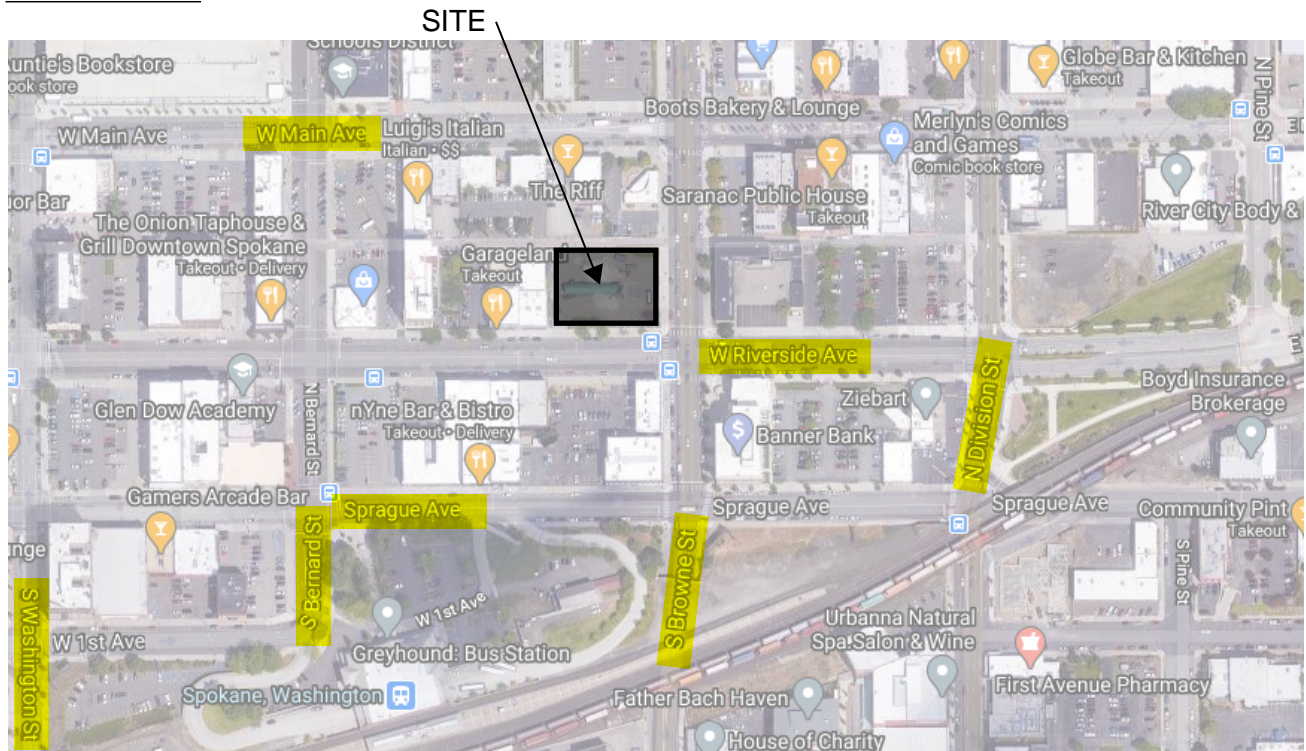 SITE
Schools District
Auntie's Bookstore
book store
Globe Bar & Kitchen
Takeout
N Pine St
Boots Bakery & Lounge
W Main Ave
W Main Ave
Luigi's Italian
Italian • $$
Merlyn's Comics
and Games
Comic book store
The Riff
Saranac Public House
Takeout
River City Body &
Bar
The Onion Taphouse &
Grill Downtown Spokane
Takeout • Delivery
Garageland
Takeout
W Riverside Ave
E
N Division St
Boyd Insurance
Brokerage
Ziebart
Glen Dow Academy
N Bernard St
nYne Bar & Bistro
Takeout • Delivery
Banner Bank
Gamers Arcade Bar
Sprague Ave
Sprague Ave
Sprague Ave
Community Pint
Takeout
S Bernard St
S Browne St
S Pine St
S Washington St
W 1st Ave
W 1st Ave
Greyhound: Bus Station
Urbanna Natural
Spa.Salon & Wine
Spokane, Washington
Father Bach Haven
First Avenue Pharmacy
House of Charity